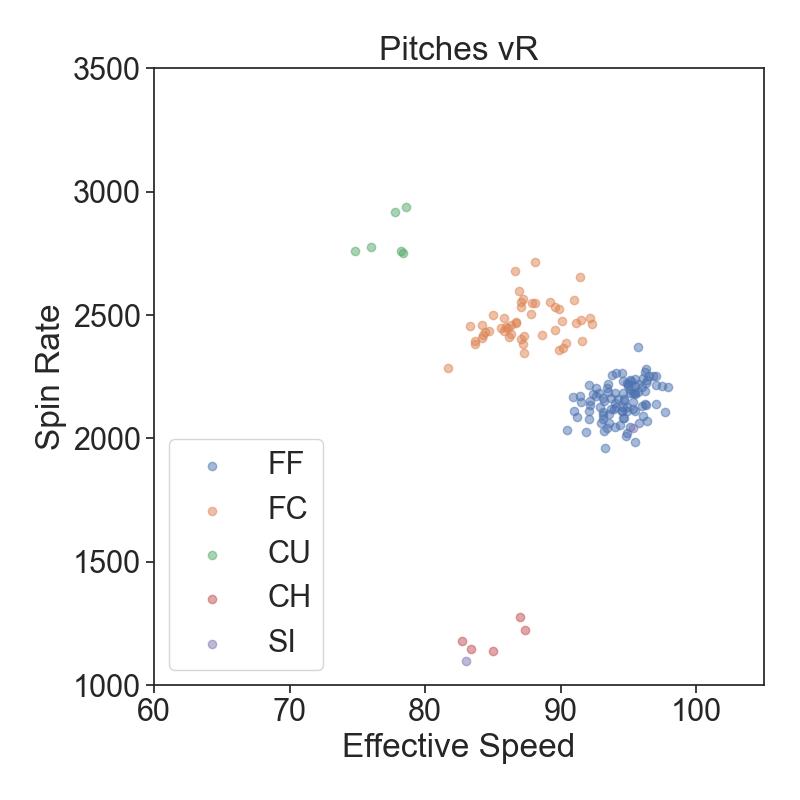 Pitches vR
3500
3000
2500
2000
1500
1000
Spin Rate
FF
FC
CU
CH
SI
60 70 80 90 100
Effective Speed